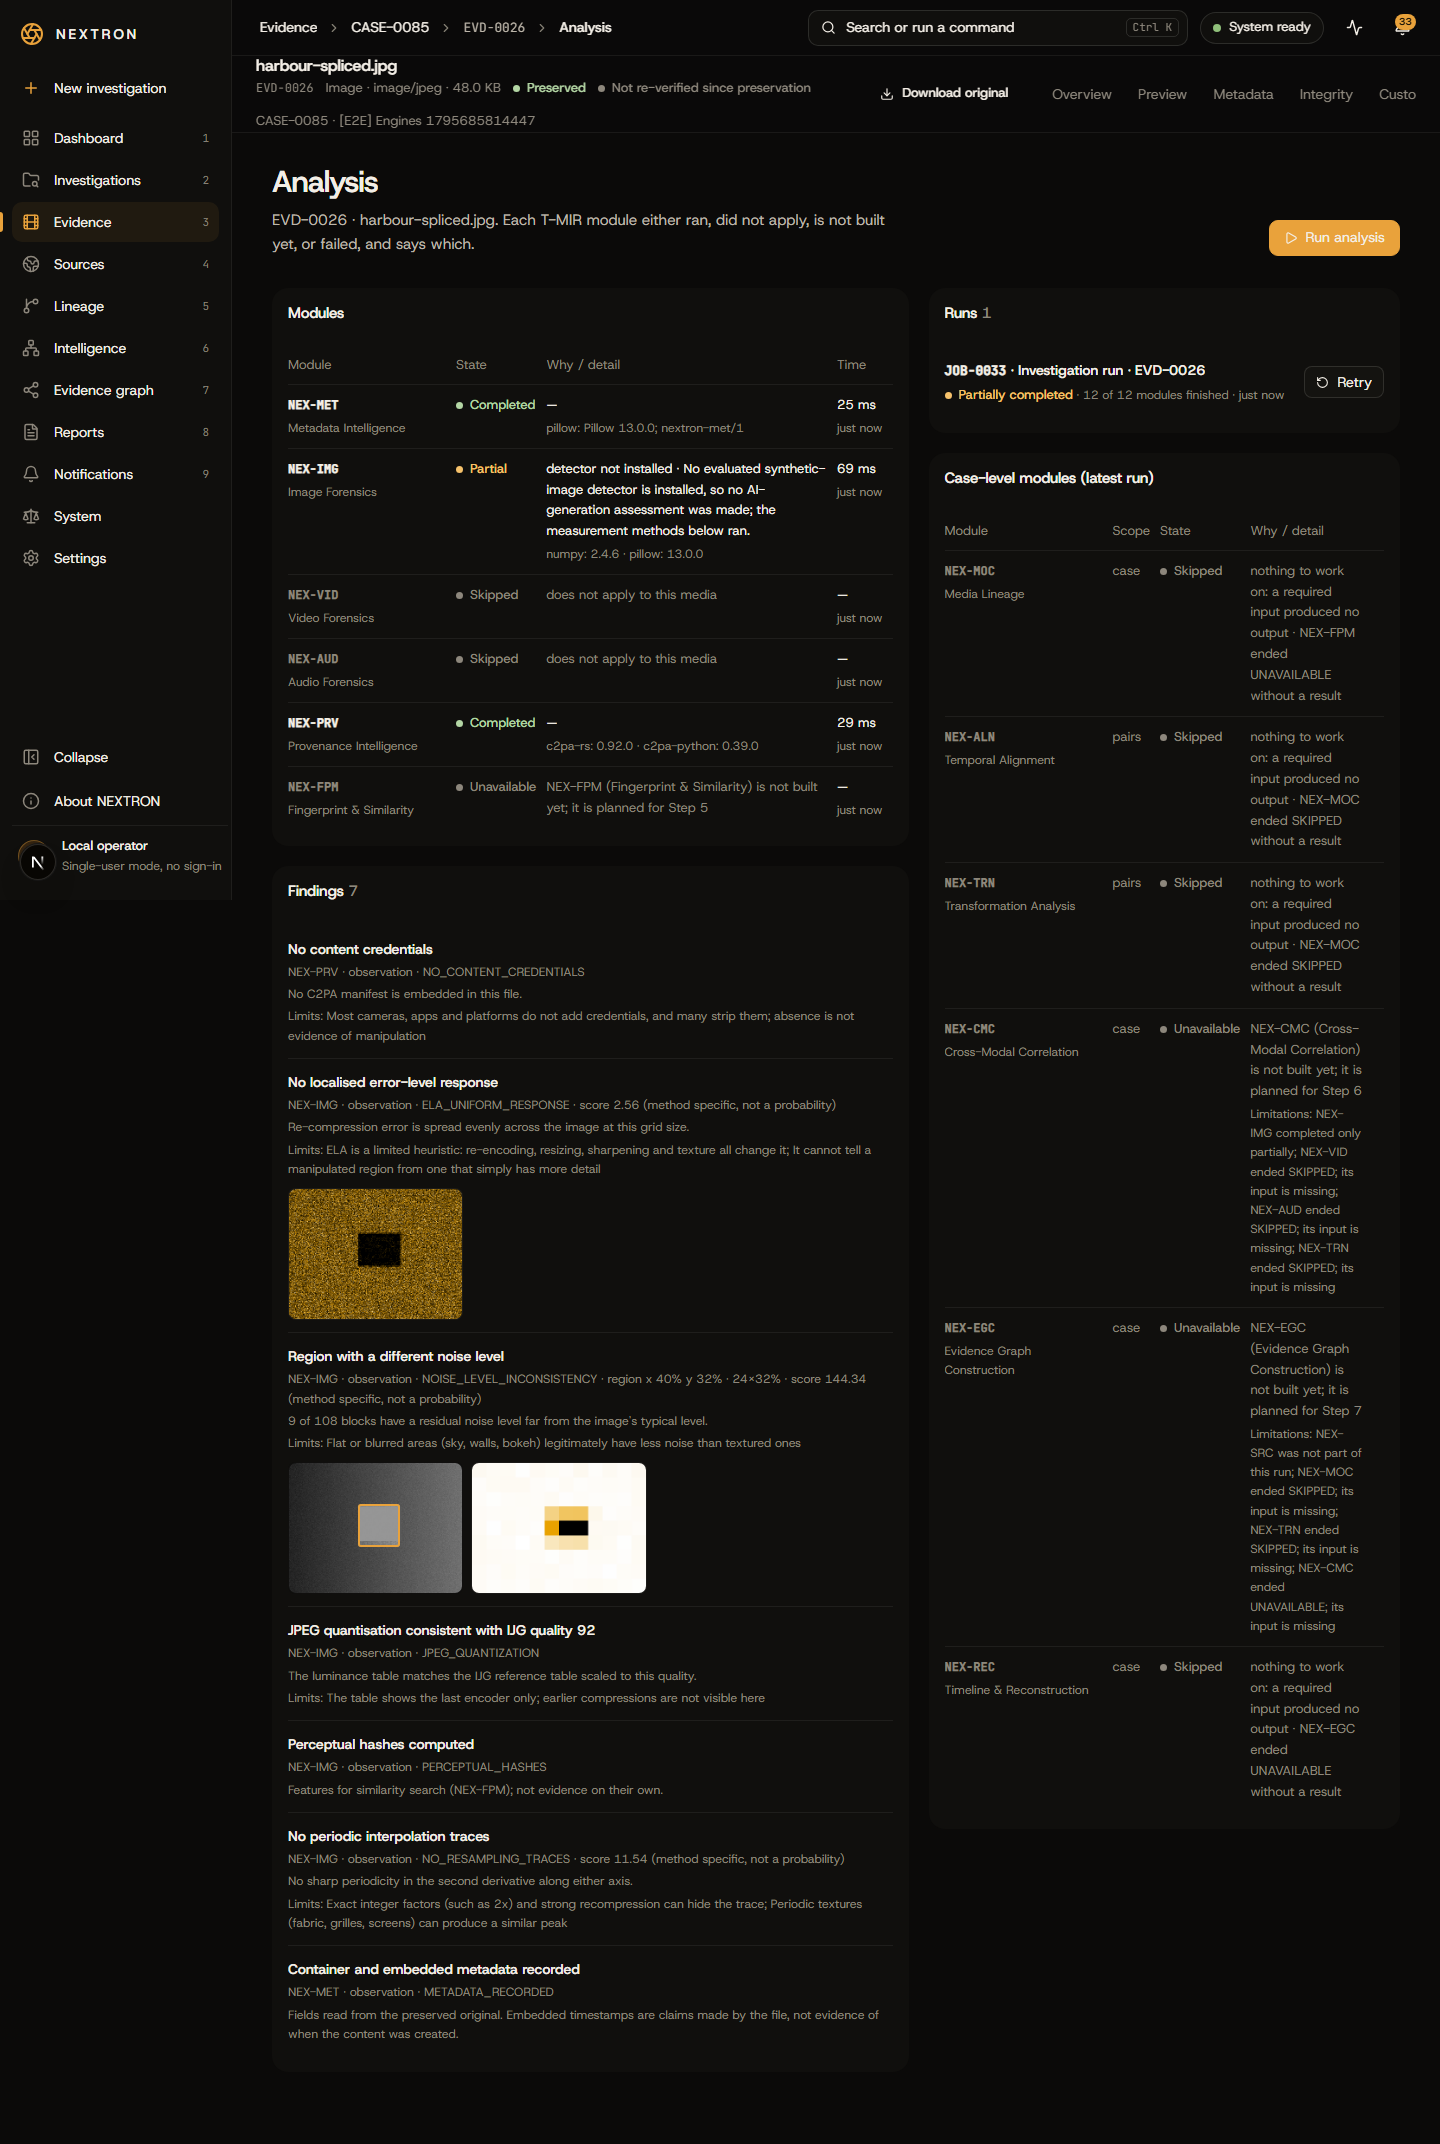 NEXTRON
New investigation
Dashboard 1
Investigations 2
Evidence 3
Sources 4
Lineage 5
Intelligence 6
Evidence graph 7
Reports 8
Notifications 9
System
Settings
Collapse
About NEXTRON
N
Local operator
Single-user mode, no sign-in
Evidence > CASE-0085 > EVD-0026 > Analysis
Search or run a command Ctrl K
System ready
33
harbour-spliced.jpg
EVD-0026 Image · image/jpeg · 48.0 KB Preserved Not re-verified since preservation
CASE-0085 · [E2E] Engines 1795685814447
Download original
Overview Preview Metadata Integrity Custo
Analysis
EVD-0026 · harbour-spliced.jpg. Each T-MIR module either ran, did not apply, is not built
yet, or failed, and says which.
Run analysis
Modules
Module State Why / detail Time
NEX-MET Completed — 25 ms
Metadata Intelligence pillow: Pillow 13.0.0; nextron-met/1 just now
NEX-IMG Partial detector not installed · No evaluated synthetic- 69 ms
Image Forensics image detector is installed, so no AI- just now
generation assessment was made; the
measurement methods below ran.
numpy: 2.4.6 · pillow: 13.0.0
NEX-VID Skipped does not apply to this media —
Video Forensics just now
NEX-AUD Skipped does not apply to this media —
Audio Forensics just now
NEX-PRV Completed — 29 ms
Provenance Intelligence c2pa-rs: 0.92.0 · c2pa-python: 0.39.0 just now
NEX-FPM Unavailable NEX-FPM (Fingerprint & Similarity) is not built —
Fingerprint & Similarity yet; it is planned for Step 5 just now
Findings 7
No content credentials
NEX-PRV · observation · NO_CONTENT_CREDENTIALS
No C2PA manifest is embedded in this file.
Limits: Most cameras, apps and platforms do not add credentials, and many strip them; absence is not
evidence of manipulation
No localised error-level response
NEX-IMG · observation · ELA_UNIFORM_RESPONSE · score 2.56 (method specific, not a probability)
Re-compression error is spread evenly across the image at this grid size.
Limits: ELA is a limited heuristic: re-encoding, resizing, sharpening and texture all change it; It cannot tell a
manipulated region from one that simply has more detail
Region with a different noise level
NEX-IMG · observation · NOISE_LEVEL_INCONSISTENCY · region x 40% y 32% · 24×32% · score 144.34
(method specific, not a probability)
9 of 108 blocks have a residual noise level far from the image's typical level.
Limits: Flat or blurred areas (sky, walls, bokeh) legitimately have less noise than textured ones
JPEG quantisation consistent with IJG quality 92
NEX-IMG · observation · JPEG_QUANTIZATION
The luminance table matches the IJG reference table scaled to this quality.
Limits: The table shows the last encoder only; earlier compressions are not visible here
Perceptual hashes computed
NEX-IMG · observation · PERCEPTUAL_HASHES
Features for similarity search (NEX-FPM); not evidence on their own.
No periodic interpolation traces
NEX-IMG · observation · NO_RESAMPLING_TRACES · score 11.54 (method specific, not a probability)
No sharp periodicity in the second derivative along either axis.
Limits: Exact integer factors (such as 2x) and strong recompression can hide the trace; Periodic textures
(fabric, grilles, screens) can produce a similar peak
Container and embedded metadata recorded
NEX-MET · observation · METADATA_RECORDED
Fields read from the preserved original. Embedded timestamps are claims made by the file, not evidence of
when the content was created.
Runs 1
JOB-0033 · Investigation run · EVD-0026
Partially completed · 12 of 12 modules finished · just now
Retry
Case-level modules (latest run)
Module Scope State Why / detail
NEX-MOC case Skipped nothing to work
Media Lineage on: a required
input produced no
output · NEX-FPM
ended
UNAVAILABLE
without a result
NEX-ALN pairs Skipped nothing to work
Temporal Alignment on: a required
input produced no
output · NEX-MOC
ended SKIPPED
without a result
NEX-TRN pairs Skipped nothing to work
Transformation Analysis on: a required
input produced no
output · NEX-MOC
ended SKIPPED
without a result
NEX-CMC case Unavailable NEX-CMC (Cross-
Cross-Modal Correlation Modal Correlation)
is not built yet; it is
planned for Step 6
Limitations: NEX-
IMG completed only
partially; NEX-VID
ended SKIPPED; its
input is missing;
NEX-AUD ended
SKIPPED; its input is
missing; NEX-TRN
ended SKIPPED; its
input is missing
NEX-EGC case Unavailable NEX-EGC
Evidence Graph (Evidence Graph
Construction Construction) is
not built yet; it is
planned for Step 7
Limitations: NEX-
SRC was not part of
this run; NEX-MOC
ended SKIPPED; its
input is missing;
NEX-TRN ended
SKIPPED; its input is
missing; NEX-CMC
ended
UNAVAILABLE; its
input is missing
NEX-REC case Skipped nothing to work
Timeline & Reconstruction on: a required
input produced no
output · NEX-EGC
ended
UNAVAILABLE
without a result